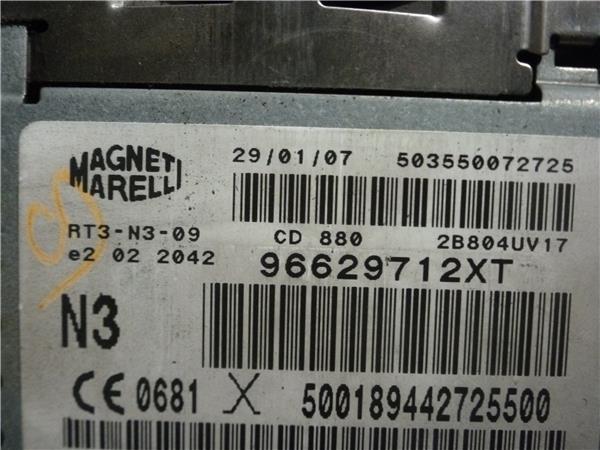 MAGNETI MARELLI
29/01/07 503550072725
RT3-N3-09 CD 880 2B804UV17
e2 02 2042 96629712XT
N3
CE 0681 X 500189442725500